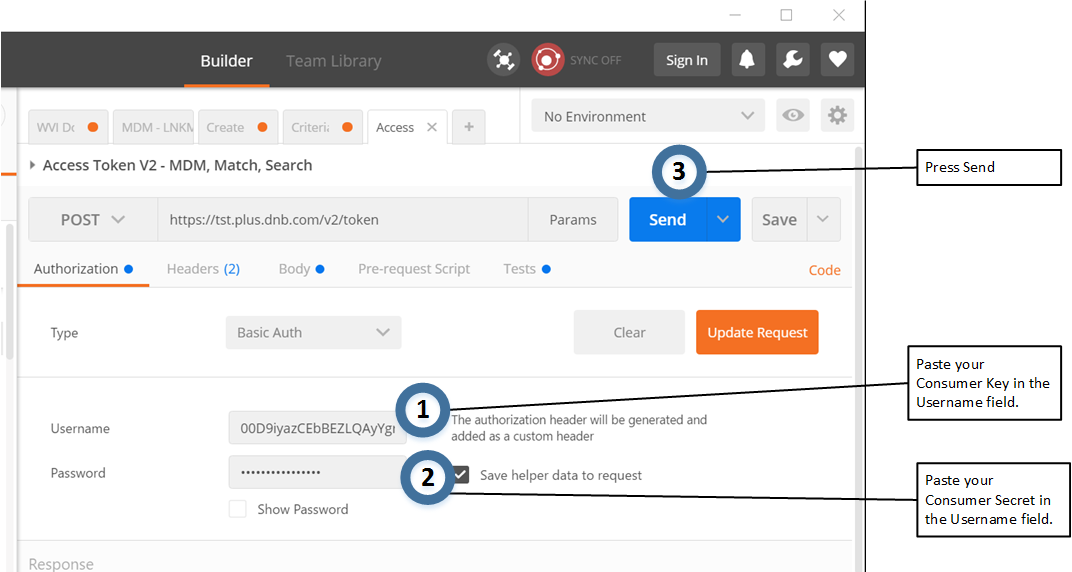 Builder
Team Library
SYNC OFF
Sign In
WVI Dc
MDM - LNKM
Create
Criteria
Access
+
No Environment
Access Token V2 - MDM, Match, Search
3
Press Send
POST
https://tst.plus.dnb.com/v2/token
Params
Send
Save
Authorization
Headers (2)
Body
Pre-request Script
Tests
Code
Type
Basic Auth
Clear
Update Request
Paste your
Consumer Key in the
Username field.
1
Username
00D9iyazCEbBEZLQAyYgr
The authorization header will be generated and
added as a custom header
Password
••••••••••••••••
2
Save helper data to request
Paste your
Consumer Secret in
the Username field.
Show Password
Response